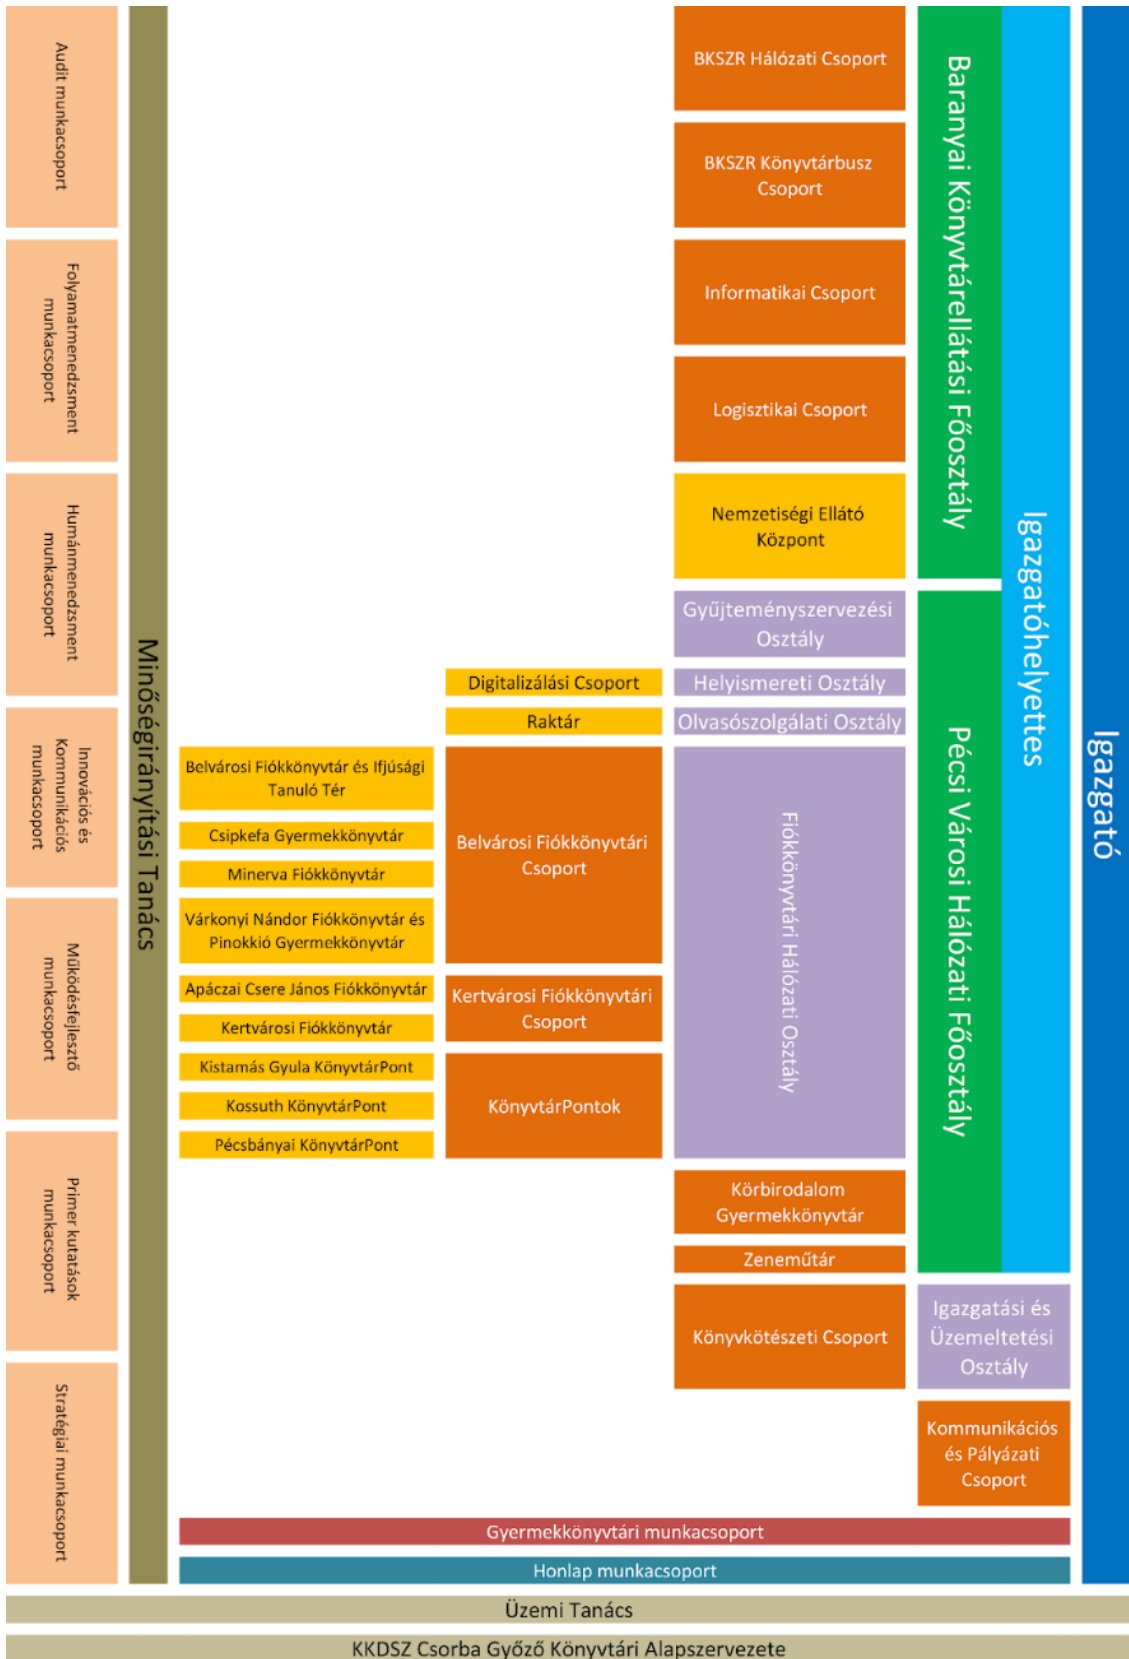 Audit munkacsoport
Folyamatmenedzsment
munkacsoport
Humánmenedzsment
munkacsoport
Innovációs és
Kommunikációs
munkacsoport
Működésfejlesztő
munkacsoport
Primer kutatások
munkacsoport
Stratégiai munkacsoport
Minőségirányítási Tanács
Belvárosi Fiókkönyvtár és Ifjúsági
Tanuló Tér
Csipkefa Gyermekkönyvtár
Minerva Fiókkönyvtár
Várkonyi Nándor Fiókkönyvtár és
Pinokkió Gyermekkönyvtár
Apáczai Csere János Fiókkönyvtár
Kertvárosi Fiókkönyvtár
Kistamás Gyula KönyvtárPont
Kossuth KönyvtárPont
Pécsbányai KönyvtárPont
Digitalizálási Csoport
Raktár
Belvárosi Fiókkönyvtári
Csoport
Kertvárosi Fiókkönyvtári
Csoport
KönyvtárPontok
BKSZR Hálózati Csoport
BKSZR Könyvtárbusz
Csoport
Informatikai Csoport
Logisztikai Csoport
Nemzetiségi Ellátó
Központ
Gyűjteményszervezési
Osztály
Helyismereti Osztály
Olvasószolgálati Osztály
Fiókkönyvtári Hálózati Osztály
Körbirodalom
Gyermekkönyvtár
Zeneműtár
Könyvkötészeti Csoport
Baranyai Könyvtárellátási Főosztály
Pécsi Városi Hálózati Főosztály
Igazgatási és
Üzemeltetési
Osztály
Kommunikációs
és Pályázati
Csoport
Igazgatóhelyettes
Igazgató
Gyermekkönyvtári munkacsoport
Honlap munkacsoport
Üzemi Tanács
KKDSZ Csorba Győző Könyvtári Alapszervezete